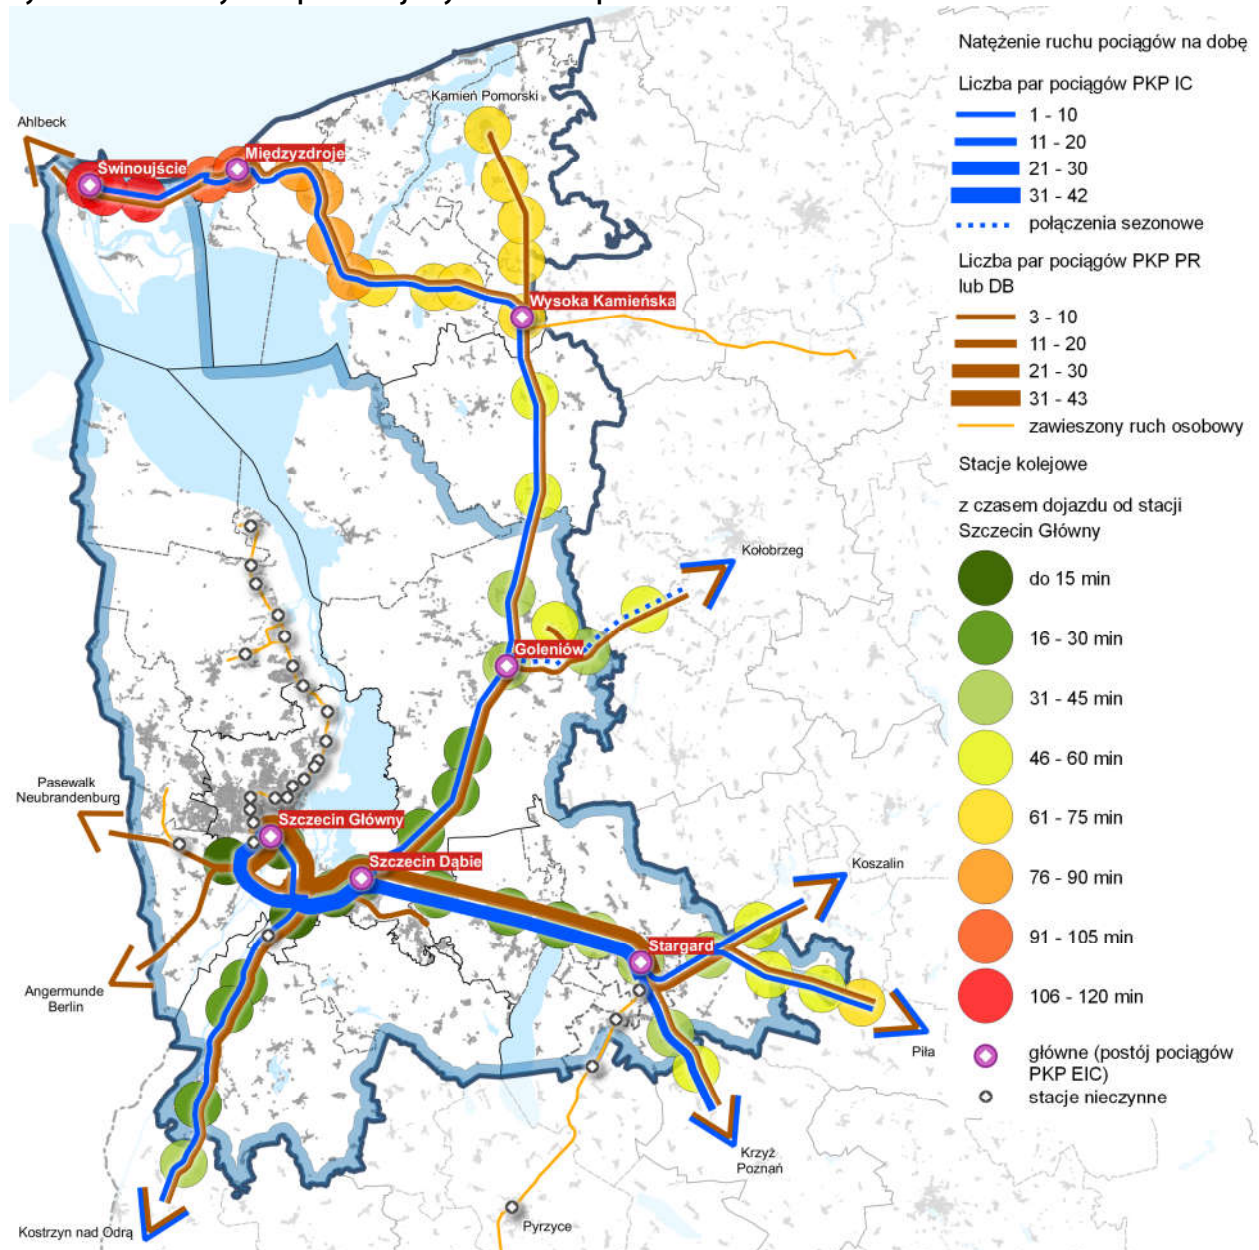 Natężenie ruchu pociągów na dobę
Liczba par pociągów PKP IC
1 - 10
11 - 20
21 - 30
31 - 42
połączenia sezonowe
Liczba par pociągów PKP PR
lub DB
3 - 10
11 - 20
21 - 30
31 - 43
zawieszony ruch osobowy
Stacje kolejowe
z czasem dojazdu od stacji
Szczecin Główny
do 15 min
16 - 30 min
31 - 45 min
46 - 60 min
61 - 75 min
76 - 90 min
91 - 105 min
106 - 120 min
główne (postój pociągów
PKP EIC)
stacje nieczynne
Kamień Pomorski
Ahlbeck
Międzyzdroje
Świnoujście
Wysoka Kamieńska
Kołobrzeg
Goleniów
Pasewalk
Neubrandenburg
Szczecin Główny
Szczecin Dąbie
Koszalin
Stargard
Angermunde
Berlin
Piła
Krzyż
Poznań
Kostrzyn nad Odrą
Pyrzyce